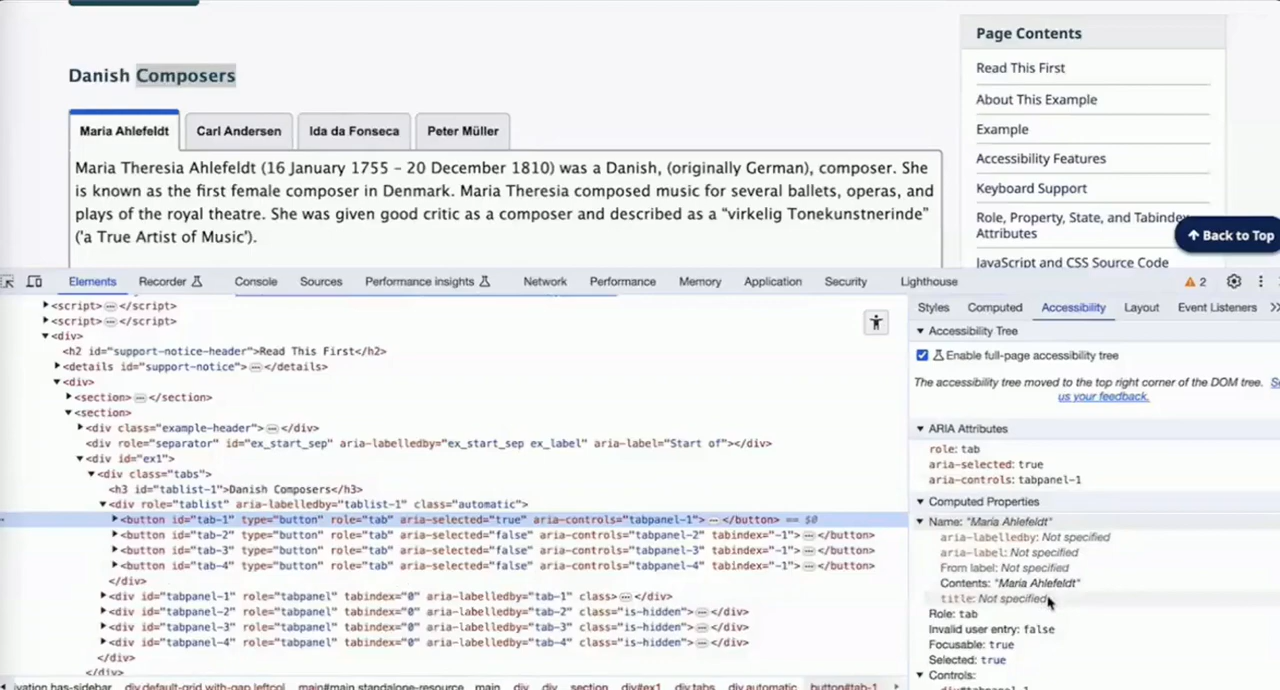 Danish Composers
Maria Ahlefeldt Carl Andersen Ida da Fonseca Peter Müller
Maria Theresia Ahlefeldt (16 January 1755 – 20 December 1810) was a Danish, (originally German), composer. She
is known as the first female composer in Denmark. Maria Theresia composed music for several ballets, operas, and
plays of the royal theatre. She was given good critic as a composer and described as a “virkelig Tonekunstnerinde”
('a True Artist of Music').
Page Contents
Read This First
About This Example
Example
Accessibility Features
Keyboard Support
Role, Property, State, and Tabindex
Attributes
JavaScript and CSS Source Code
Back to Top
Elements Recorder Console Sources Performance insights Network Performance Memory Application Security Lighthouse 2
<script> … </script>
<script> … </script>
<div>
<h2 id="support-notice-header">Read This First</h2>
<details id="support-notice"> … </details>
<div>
<section> … </section>
<section>
<div class="example-header"> … </div>
<div role="separator" id="ex_start_sep" aria-labelledby="ex_start_sep ex_label" aria-label="Start of"></div>
<div id="ex1">
<div class="tabs">
<h3 id="tablist-1">Danish Composers</h3>
<div role="tablist" aria-labelledby="tablist-1" class="automatic">
<button id="tab-1" type="button" role="tab" aria-selected="true" aria-controls="tabpanel-1"> … </button> == $0
<button id="tab-2" type="button" role="tab" aria-selected="false" aria-controls="tabpanel-2" tabindex="-1"> … </button>
<button id="tab-3" type="button" role="tab" aria-selected="false" aria-controls="tabpanel-3" tabindex="-1"> … </button>
<button id="tab-4" type="button" role="tab" aria-selected="false" aria-controls="tabpanel-4" tabindex="-1"> … </button>
</div>
<div id="tabpanel-1" role="tabpanel" tabindex="0" aria-labelledby="tab-1" class> … </div>
<div id="tabpanel-2" role="tabpanel" tabindex="0" aria-labelledby="tab-2" class="is-hidden"> … </div>
<div id="tabpanel-3" role="tabpanel" tabindex="0" aria-labelledby="tab-3" class="is-hidden"> … </div>
<div id="tabpanel-4" role="tabpanel" tabindex="0" aria-labelledby="tab-4" class="is-hidden"> … </div>
</div>
</section>
ivation.has-sidebar div.default-grid.with-gap.leftcol main#main.standalone-resource main div div section div#ex1 div.tabs div.automatic button#tab-1
Styles Computed Accessibility Layout Event Listeners
Accessibility Tree
Enable full-page accessibility tree
The accessibility tree moved to the top right corner of the DOM tree.
us your feedback.
ARIA Attributes
role: tab
aria-selected: true
aria-controls: tabpanel-1
Computed Properties
Name: "Maria Ahlefeldt"
aria-labelledby: Not specified
aria-label: Not specified
From label: Not specified
Contents: "Maria Ahlefeldt"
title: Not specified
Role: tab
Invalid user entry: false
Focusable: true
Selected: true
Controls: